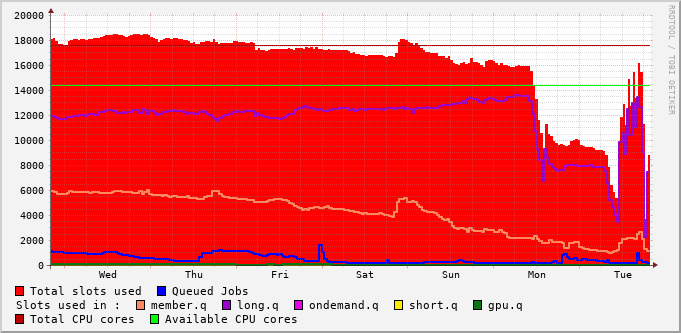 20000
18000
16000
14000
12000
10000
8000
6000
4000
2000
0
Wed Thu Fri Sat Sun Mon Tue
Total slots used Queued Jobs
Slots used in : member.q long.q ondemand.q short.q gpu.q
Total CPU cores Available CPU cores
RRDTOOL / TOBI OETIKER